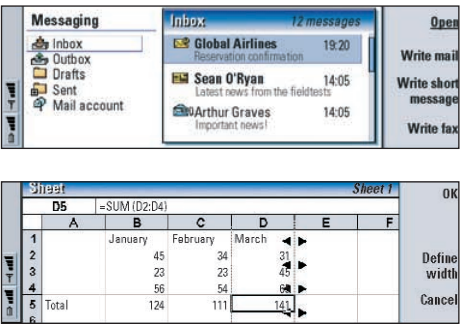 Messaging
Inbox
Outbox
Drafts
Sent
Mail account
Inbox 12 messages
Global Airlines 19:20
Reservation confirmation
Sean O'Ryan 14:05
Latest news from the fieldtests
Arthur Graves 14:05
Important news!
Open
Write mail
Write short
message
Write fax
Sheet Sheet 1
D5 =SUM(D2:D4)
A B C D E F
1 January February March
2 45 34 31
3 23 23 45
4 56 54
5 Total 124 111 141
6
OK
Define
width
Cancel